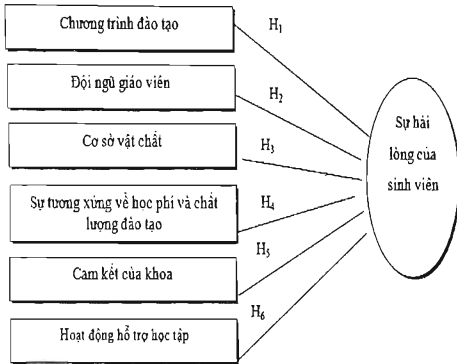 Chương trình đào tạo
H1
Đội ngũ giáo viên
H2
Cơ sở vật chất
H3
Sự tương xứng về học phí và chất
lượng đào tạo
H4
Cam kết của khoa
H5
Hoạt động hổ trợ học tập
H6
Sự hài
lòng của
sinh viên